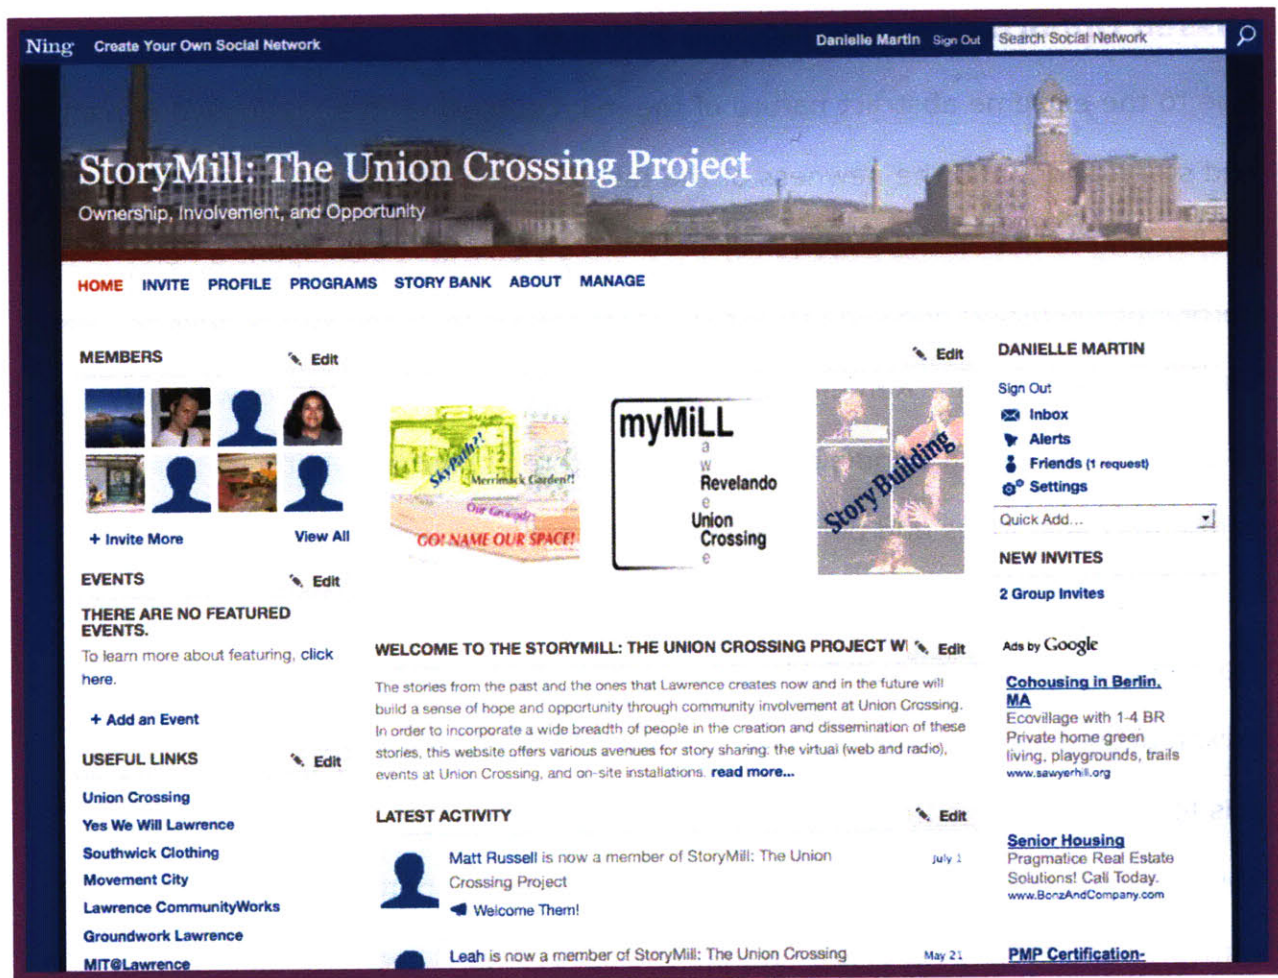 Ning Create Your Own Social Network
Danielle Martin Sign Out Search Social Network
StoryMill: The Union Crossing Project
Ownership, Involvement, and Opportunity
HOME INVITE PROFILE PROGRAMS STORY BANK ABOUT MANAGE
MEMBERS Edit
+ Invite More View All
EVENTS Edit
THERE ARE NO FEATURED
EVENTS.
To learn more about featuring, click
here.
+ Add an Event
USEFUL LINKS Edit
Union Crossing
Yes We Will Lawrence
Southwick Clothing
Movement City
Lawrence CommunityWorks
Groundwork Lawrence
MIT@Lawrence
Edit
SkyPath?!
Merrimack Garden?!
Our Ground?!
GO! NAME OUR SPACE!
myMiLL
a
w
Revelando
e
Union
Crossing
e
StoryBuilding
WELCOME TO THE STORYMILL: THE UNION CROSSING PROJECT W Edit
The stories from the past and the ones that Lawrence creates now and in the future will
build a sense of hope and opportunity through community involvement at Union Crossing.
In order to incorporate a wide breadth of people in the creation and dissemination of these
stories, this website offers various avenues for story sharing: the virtual (web and radio),
events at Union Crossing, and on-site installations. read more...
LATEST ACTIVITY Edit
Matt Russell is now a member of StoryMill: The Union July 1
Crossing Project
Welcome Them!
Leah is now a member of StoryMill: The Union Crossing May 21
DANIELLE MARTIN
Sign Out
Inbox
Alerts
Friends (1 request)
Settings
Quick Add...
NEW INVITES
2 Group Invites
Ads by Google
Cohousing in Berlin,
MA
Ecovillage with 1-4 BR
Private home green
living, playgrounds, trails
www.sawyerhill.org
Senior Housing
Pragmatice Real Estate
Solutions! Call Today.
www.BonzAndCompany.com
PMP Certification-